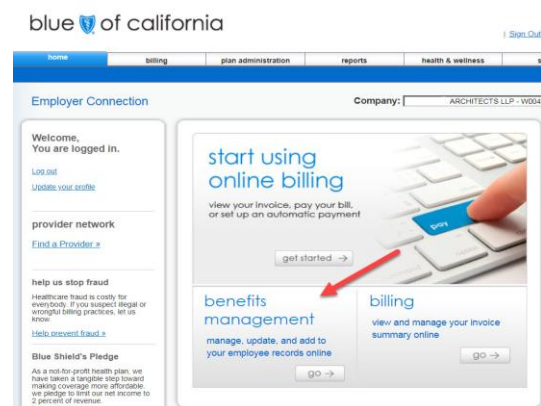 blue of california
| Sign Out
home billing plan administration reports health & wellness s
Employer Connection
Company: ARCHITECTS LLP - W004
Welcome,
You are logged in.
Log out
Update your profile
provider network
Find a Provider »
help us stop fraud
Healthcare fraud is costly for
everybody. If you suspect illegal or
wrongful billing practices, let us
know.
Help prevent fraud »
Blue Shield's Pledge
As a not-for-profit health plan, we
have taken a tangible step toward
making coverage more affordable.
we pledge to limit our net income to
2 percent of revenue.
start using
online billing
view your invoice, pay your bill,
or set up an automatic payment
get started →
pay
benefits
management
manage, update, and add to
your employee records online
go →
billing
view and manage your invoice
summary online
go →